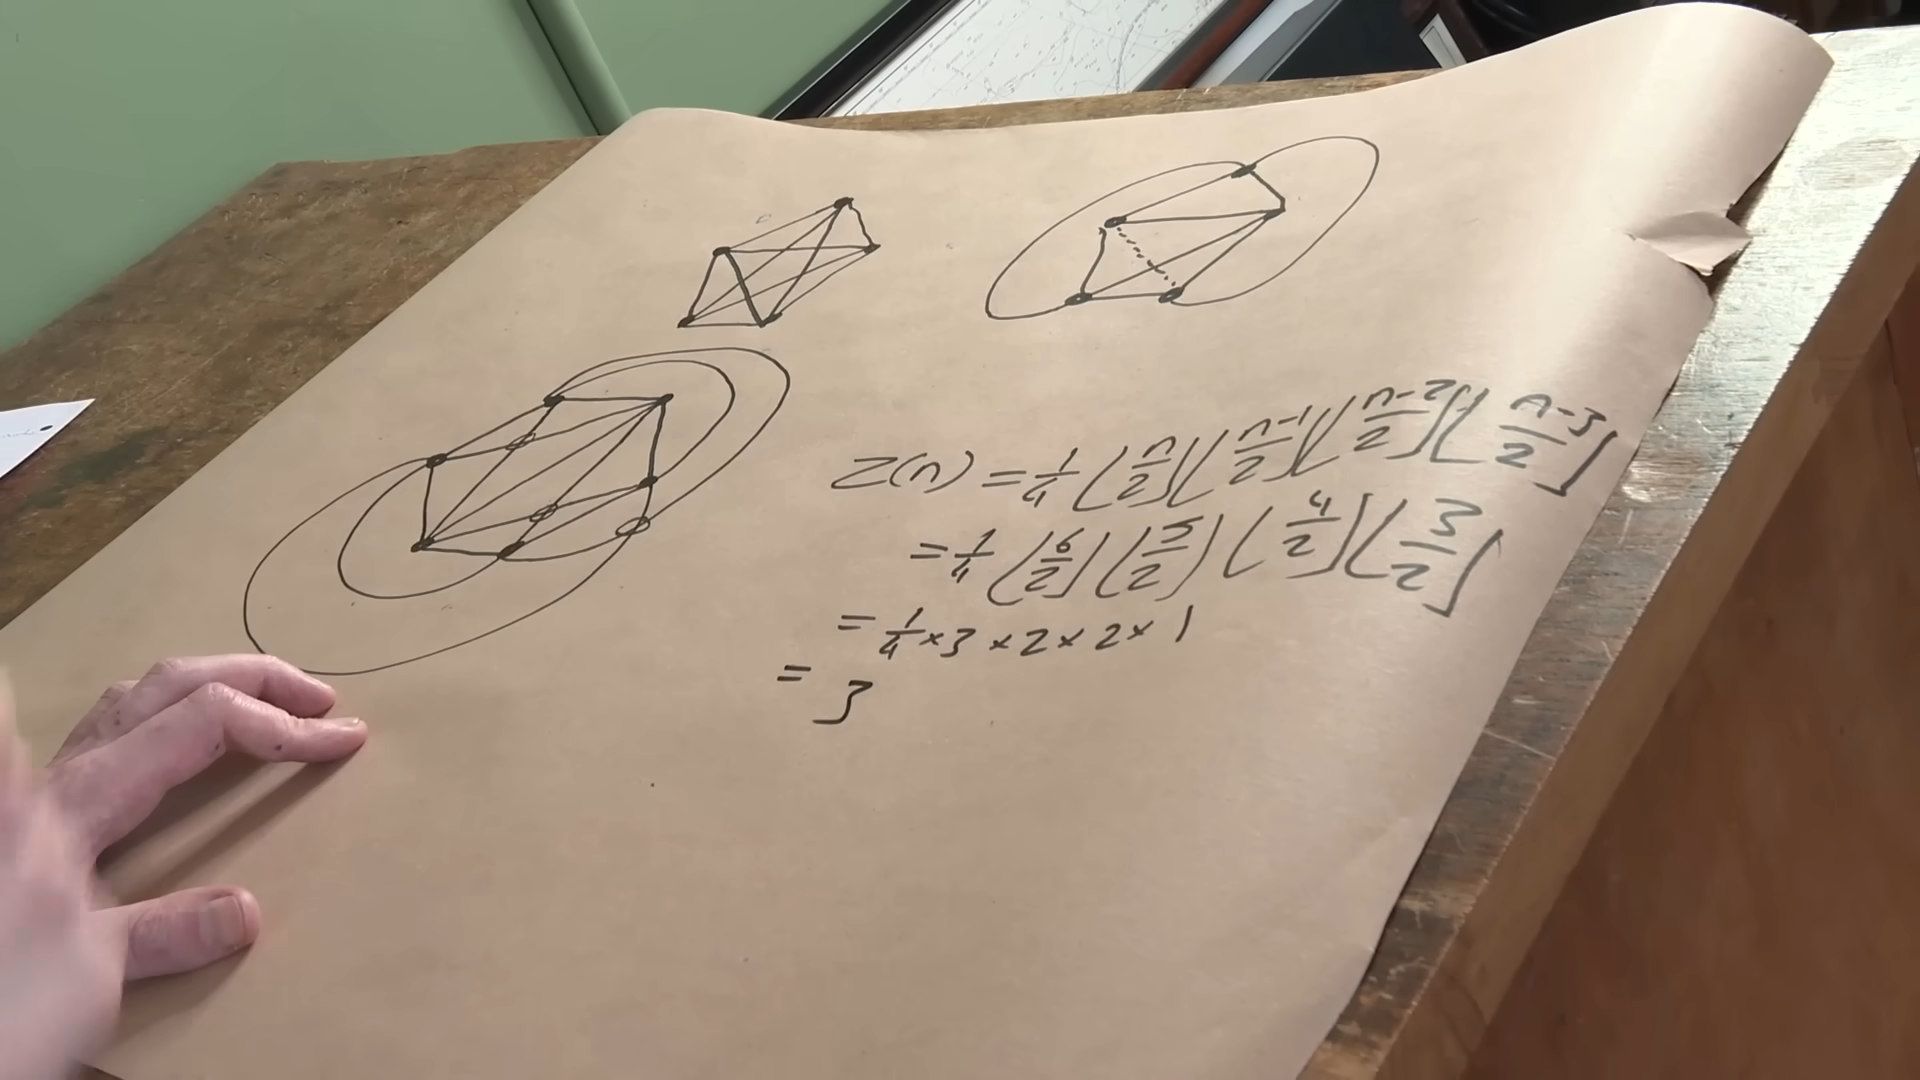 Z(n) = 1/4 ⌊n/2⌋⌊n-1/2⌋⌊n-2/2⌋⌊n-3/2⌋
= 1/4 ⌊6/2⌋⌊5/2⌋⌊4/2⌋⌊3/2⌋
= 1/4 × 3 × 2 × 2 × 1
= 3